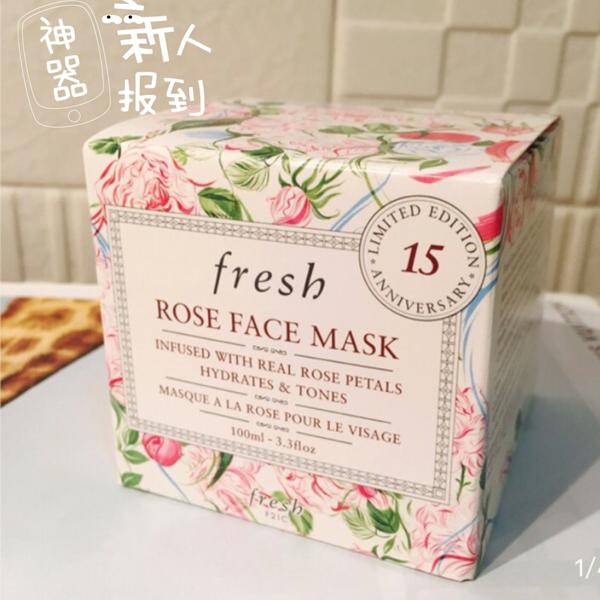 神器
新人
报到
LIMITED EDITION
15
ANNIVERSARY
fresh
ROSE FACE MASK
INFUSED WITH REAL ROSE PETALS
HYDRATES & TONES
MASQUE A LA ROSE POUR LE VISAGE
100ml - 3.3floz
fresh
F21C